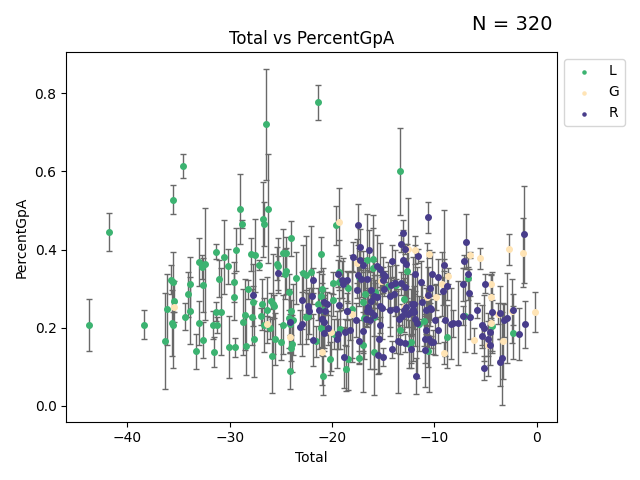 N = 320
Total vs PercentGpA
L
G
R
PercentGpA
0.8
0.6
0.4
0.2
0.0
−40 −30 −20 −10 0
Total